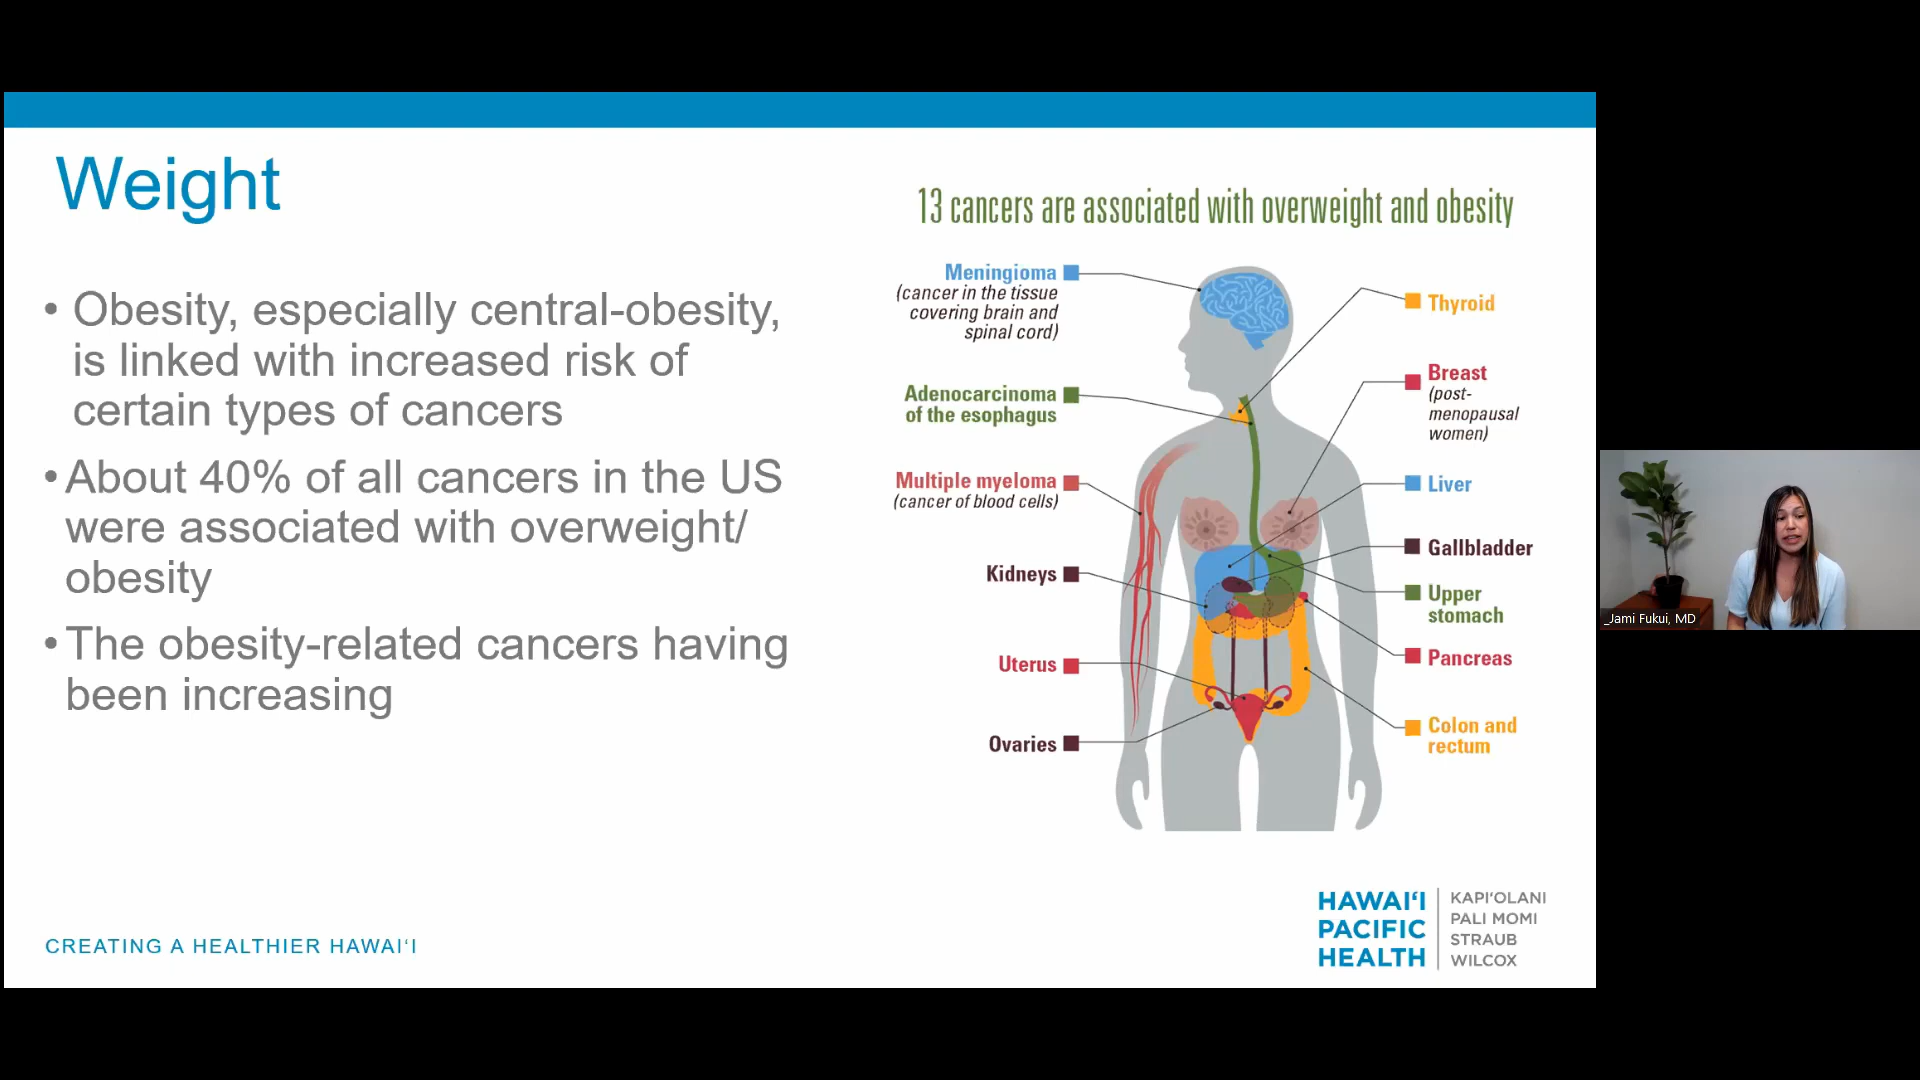 Weight
• Obesity, especially central-obesity,
is linked with increased risk of
certain types of cancers
• About 40% of all cancers in the US
were associated with overweight/
obesity
• The obesity-related cancers having
been increasing
13 cancers are associated with overweight and obesity
Meningioma
(cancer in the tissue
covering brain and
spinal cord)
Adenocarcinoma
of the esophagus
Multiple myeloma
(cancer of blood cells)
Kidneys
Uterus
Ovaries
Thyroid
Breast
(post-
menopausal
women)
Liver
Gallbladder
Upper
stomach
Pancreas
Colon and
rectum
CREATING A HEALTHIER HAWAIʻI
HAWAIʻI
PACIFIC
HEALTH
KAPIʻOLANI
PALI MOMI
STRAUB
WILCOX
_Jami Fukui, MD